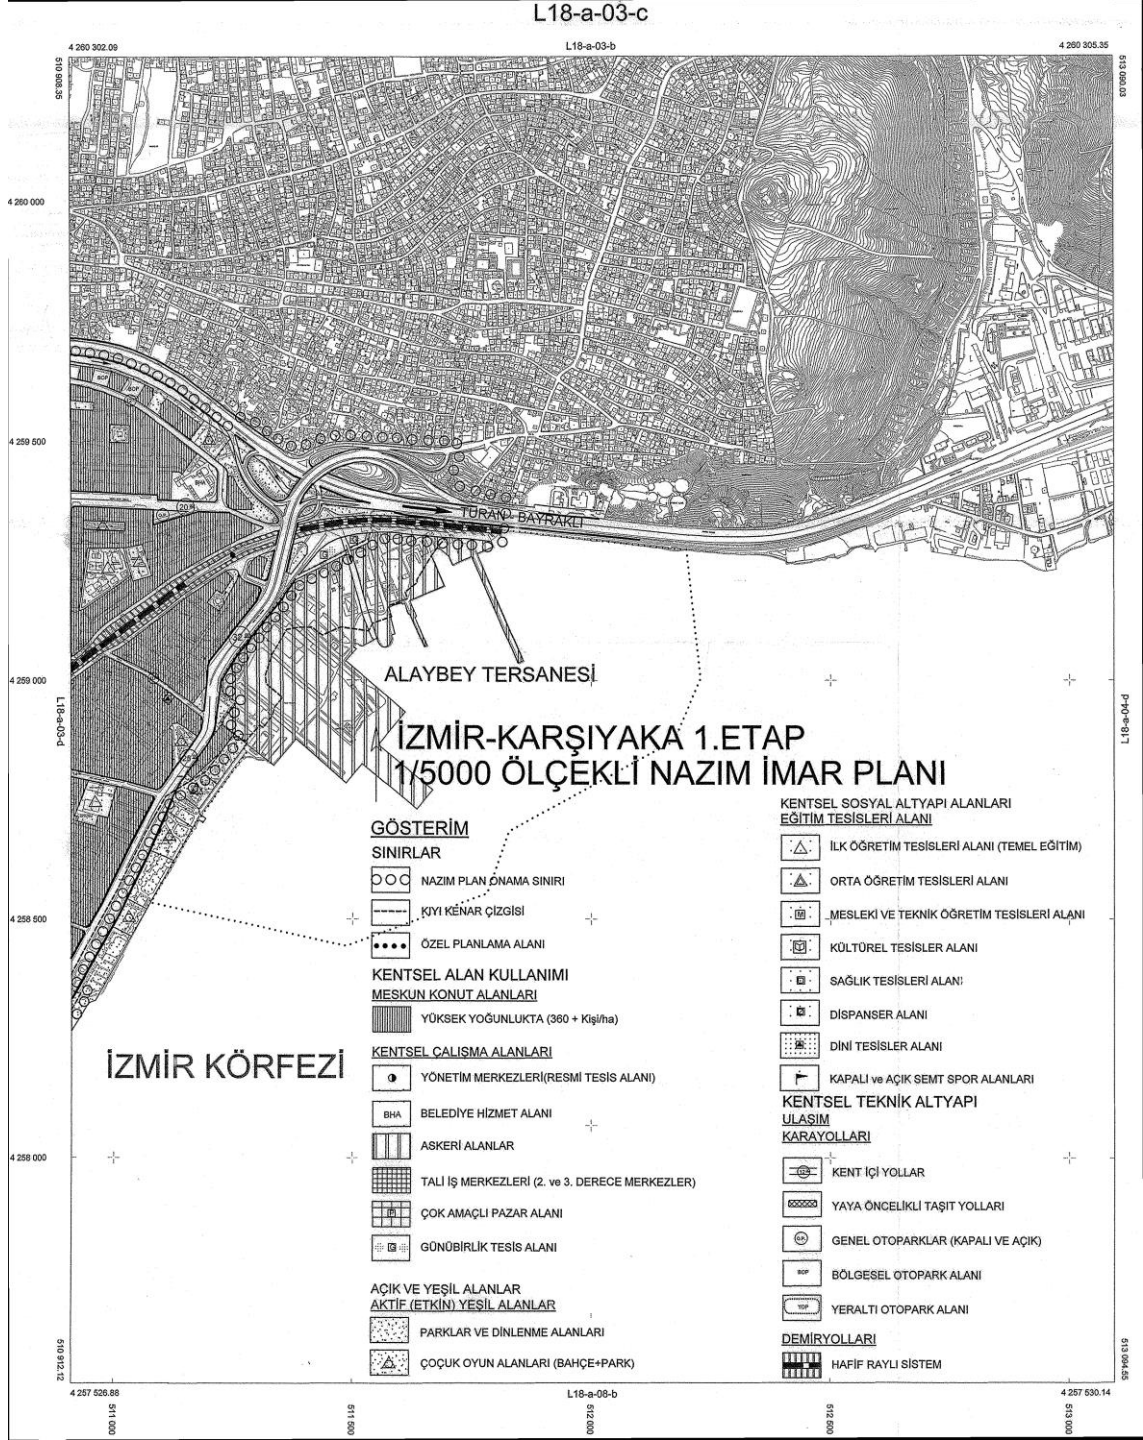 L18-a-03-c
4 260 302.09
L18-a-03-b
4 260 305.35
510 908.35
513 090.03
4 260 000
4 259 500
BOP
BOP
BHA
20
O.P.
TURAN - BAYRAKLI
32
4 259 000
L18-a-03-d
L18-a-04-d
ALAYBEY TERSANESİ
İZMİR-KARŞIYAKA 1.ETAP
1/5000 ÖLÇEKLİ NAZIM İMAR PLANI
GÖSTERİM
SINIRLAR
NAZIM PLAN ONAMA SINIRI
KIYI KENAR ÇİZGİSİ
ÖZEL PLANLAMA ALANI
KENTSEL ALAN KULLANIMI
MESKUN KONUT ALANLARI
YÜKSEK YOĞUNLUKTA (360 + Kişi/ha)
KENTSEL ÇALIŞMA ALANLARI
YÖNETİM MERKEZLERİ(RESMİ TESİS ALANI)
BHA BELEDİYE HİZMET ALANI
ASKERİ ALANLAR
TALİ İŞ MERKEZLERİ (2. ve 3. DERECE MERKEZLER)
P ÇOK AMAÇLI PAZAR ALANI
G GÜNÜBİRLİK TESİS ALANI
AÇIK VE YEŞİL ALANLAR
AKTİF (ETKİN) YEŞİL ALANLAR
PARKLAR VE DİNLENME ALANLARI
ÇOÇUK OYUN ALANLARI (BAHÇE+PARK)
KENTSEL SOSYAL ALTYAPI ALANLARI
EĞİTİM TESİSLERİ ALANI
İLK ÖĞRETİM TESİSLERİ ALANI (TEMEL EĞİTİM)
ORTA ÖĞRETİM TESİSLERİ ALANI
M MESLEKİ VE TEKNİK ÖĞRETİM TESİSLERİ ALANI
KÜLTÜREL TESİSLER ALANI
SAĞLIK TESİSLERİ ALANI
DİSPANSER ALANI
DİNİ TESİSLER ALANI
KAPALI ve AÇIK SEMT SPOR ALANLARI
KENTSEL TEKNİK ALTYAPI
ULAŞIM
KARAYOLLARI
KENT İÇİ YOLLAR
YAYA ÖNCELİKLİ TAŞIT YOLLARI
O.P. GENEL OTOPARKLAR (KAPALI VE AÇIK)
BOP BÖLGESEL OTOPARK ALANI
YOP YERALTI OTOPARK ALANI
DEMİRYOLLARI
HAFİF RAYLI SİSTEM
4 258 500
İZMİR KÖRFEZİ
4 258 000
510 912.12
513 094.55
4 257 526.88
L18-a-08-b
4 257 530.14
511 000
511 500
512 000
512 500
513 000